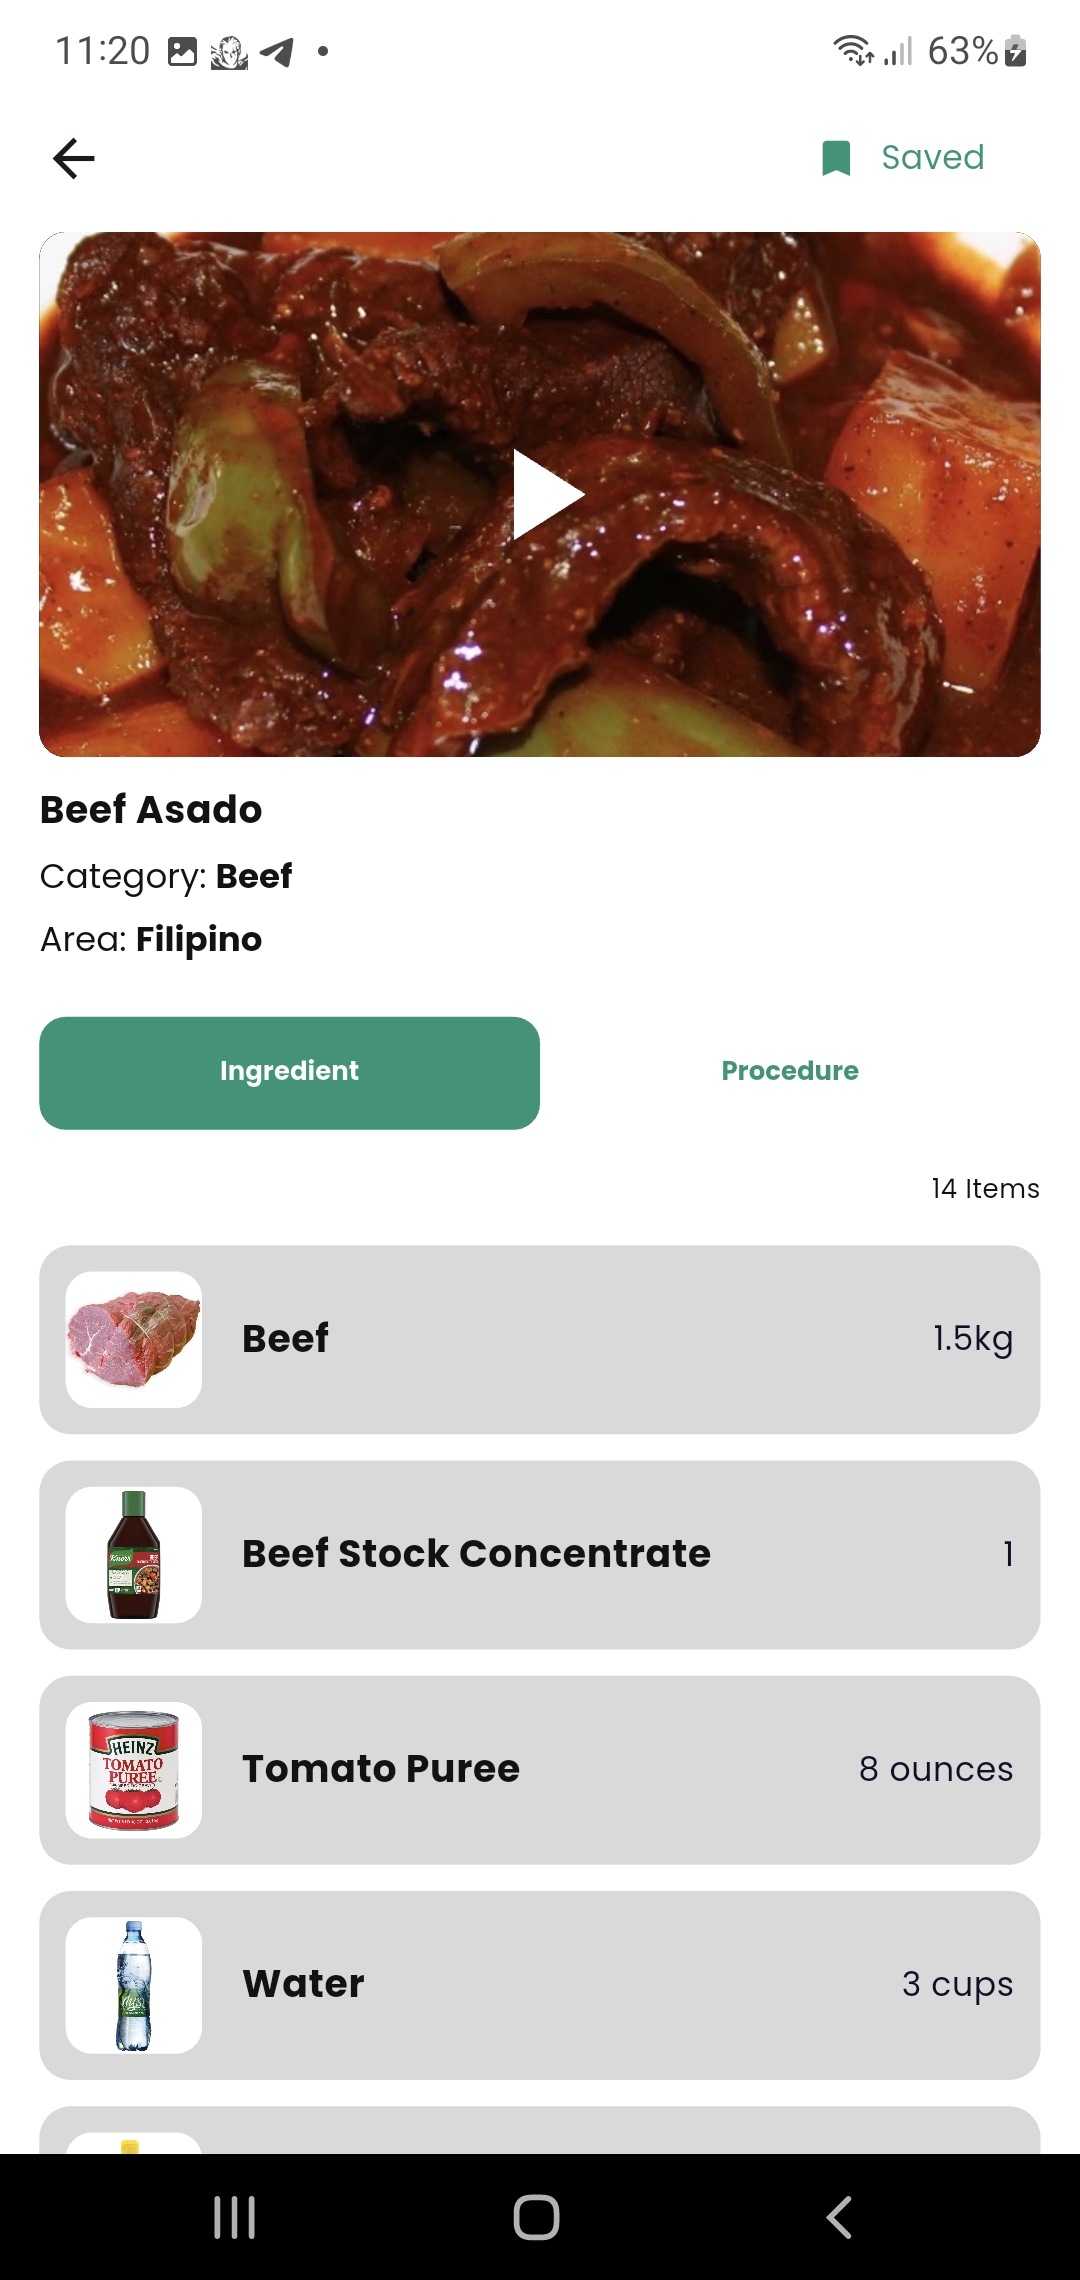 11:20
63%
Saved
Beef Asado
Category: Beef
Area: Filipino
Ingredient
Procedure
14 Items
Beef
1.5kg
Knorr
Beef Stock Concentrate
1
HEINZ
TOMATO
PUREE
Tomato Puree
8 ounces
Water
3 cups